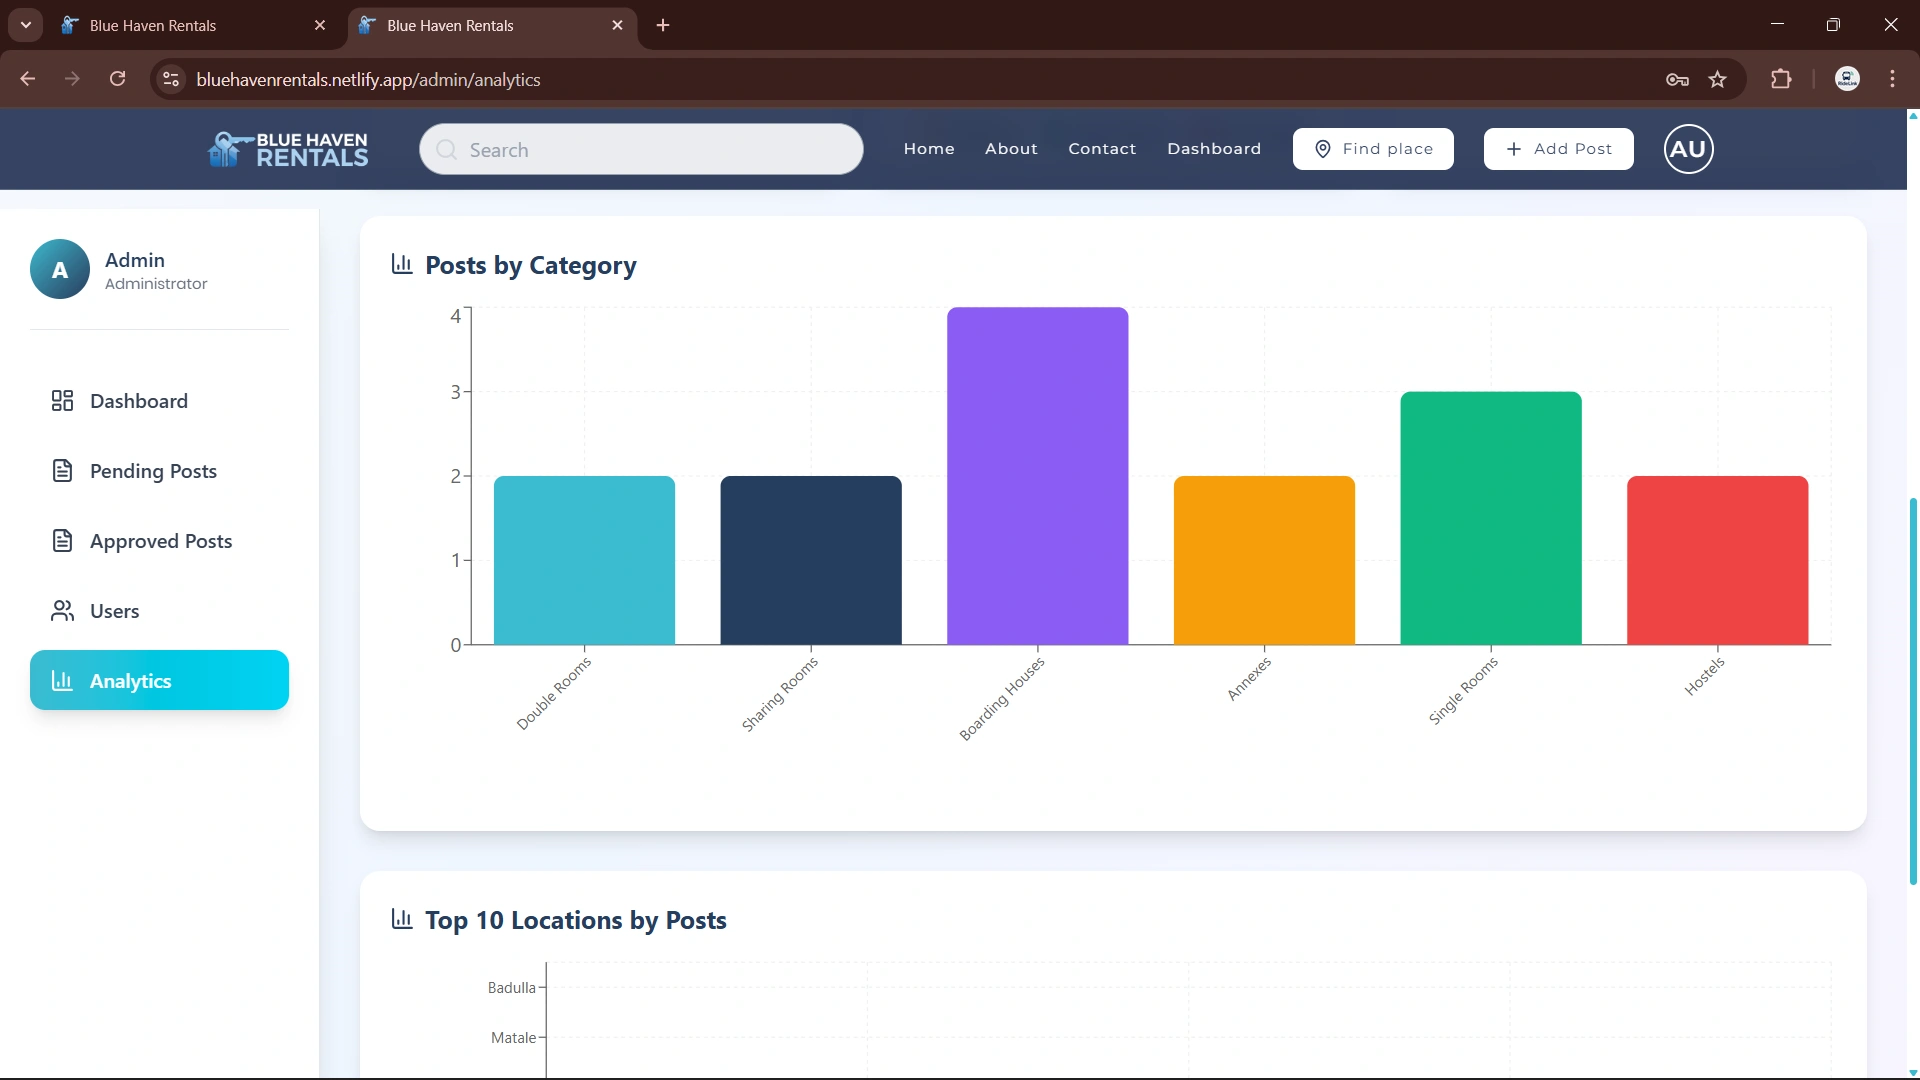 Blue Haven Rentals
Blue Haven Rentals
bluehavenrentals.netlify.app/admin/analytics
BLUE HAVEN
RENTALS
Search
Home
About
Contact
Dashboard
Find place
Add Post
AU
A
Admin
Administrator
Dashboard
Pending Posts
Approved Posts
Users
Analytics
Posts by Category
4
3
2
1
0
Double Rooms
Sharing Rooms
Boarding Houses
Annexes
Single Rooms
Hostels
Top 10 Locations by Posts
Badulla
Matale